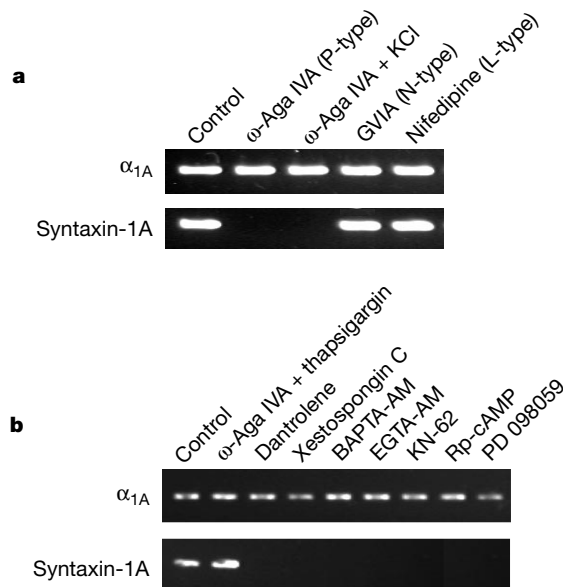 a
Control
ω-Aga IVA (P-type)
ω-Aga IVA + KCl
GVIA (N-type)
Nifedipine (L-type)
α1A
Syntaxin-1A
b
Control
ω-Aga IVA + thapsigargin
Dantrolene
Xestospongin C
BAPTA-AM
EGTA-AM
KN-62
Rp-cAMP
PD 098059
α1A
Syntaxin-1A